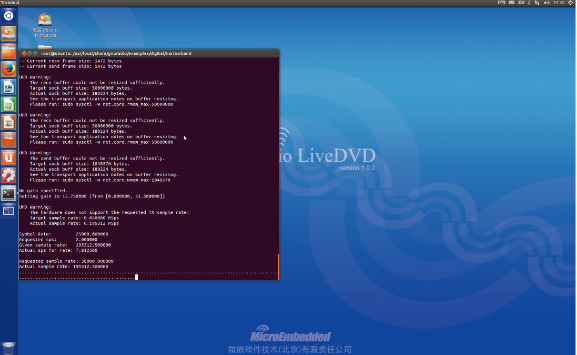 Terminal
root@ubuntu: /usr/local/share/gnuradio/examples/digital/narrowband
-- Current recv frame size: 1472 bytes
-- Current send frame size: 1472 bytes
UHD Warning:
The recv buffer could not be resized sufficiently.
Target sock buff size: 50000000 bytes.
Actual sock buff size: 180224 bytes.
See the transport application notes on buffer resizing.
Please run: sudo sysctl -w net.core.rmem_max=50000000
UHD Warning:
The recv buffer could not be resized sufficiently.
Target sock buff size: 50000000 bytes.
Actual sock buff size: 180224 bytes.
See the transport application notes on buffer resizing.
Please run: sudo sysctl -w net.core.rmem_max=50000000
UHD Warning:
The send buffer could not be resized sufficiently.
Target sock buff size: 1048576 bytes.
Actual sock buff size: 180224 bytes.
See the transport application notes on buffer resizing.
Please run: sudo sysctl -w net.core.wmem_max=1048576
No gain specified.
Setting gain to 15.750000 (from [0.000000, 31.500000])
UHD Warning:
The hardware does not support the requested TX sample rate:
Target sample rate: 0.050000 MSps
Actual sample rate: 0.195313 MSps
Symbol Rate: 25000.000000
Requested sps: 2.000000
Given sample rate: 195312.500000
Actual sps for rate: 7.812500
Requested sample rate: 50000.000000
Actual sample rate: 195312.500000
io LiveDVD
version 1.0.0
MicroEmbedded
微嵌软件技术(北京)有限责任公司